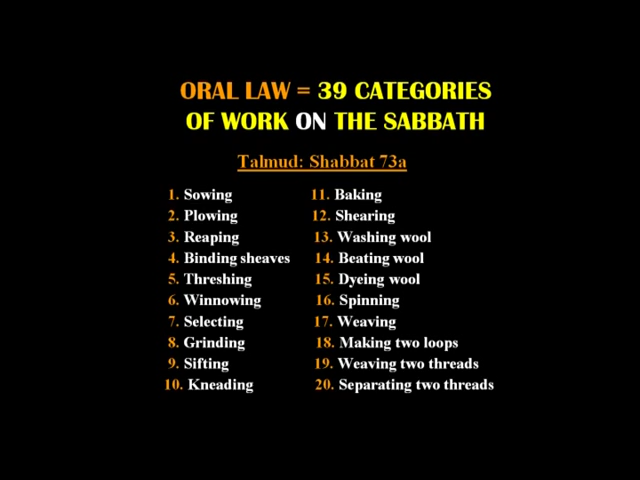 ORAL LAW = 39 CATEGORIES
OF WORK ON THE SABBATH
Talmud: Shabbat 73a
1. Sowing
2. Plowing
3. Reaping
4. Binding sheaves
5. Threshing
6. Winnowing
7. Selecting
8. Grinding
9. Sifting
10. Kneading
11. Baking
12. Shearing
13. Washing wool
14. Beating wool
15. Dyeing wool
16. Spinning
17. Weaving
18. Making two loops
19. Weaving two threads
20. Separating two threads